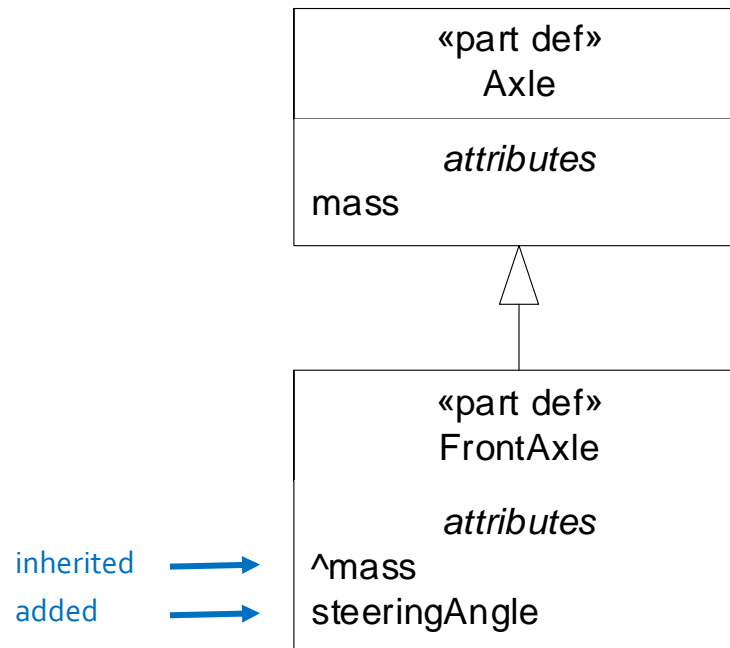 «part def»
Axle
attributes
mass
«part def»
FrontAxle
attributes
inherited
^mass
added
steeringAngle